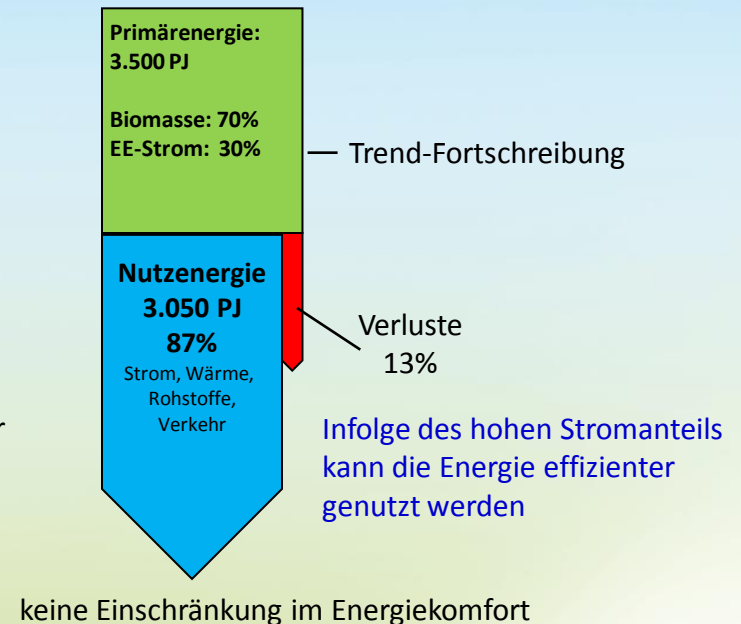 Primärenergie:
3.500 PJ
Biomasse: 70%
EE-Strom: 30%
— Trend-Fortschreibung
Nutzenergie
3.050 PJ
87%
Strom, Wärme,
Rohstoffe,
Verkehr
Verluste
13%
r
Infolge des hohen Stromanteils
kann die Energie effizienter
genutzt werden
keine Einschränkung im Energiekomfort